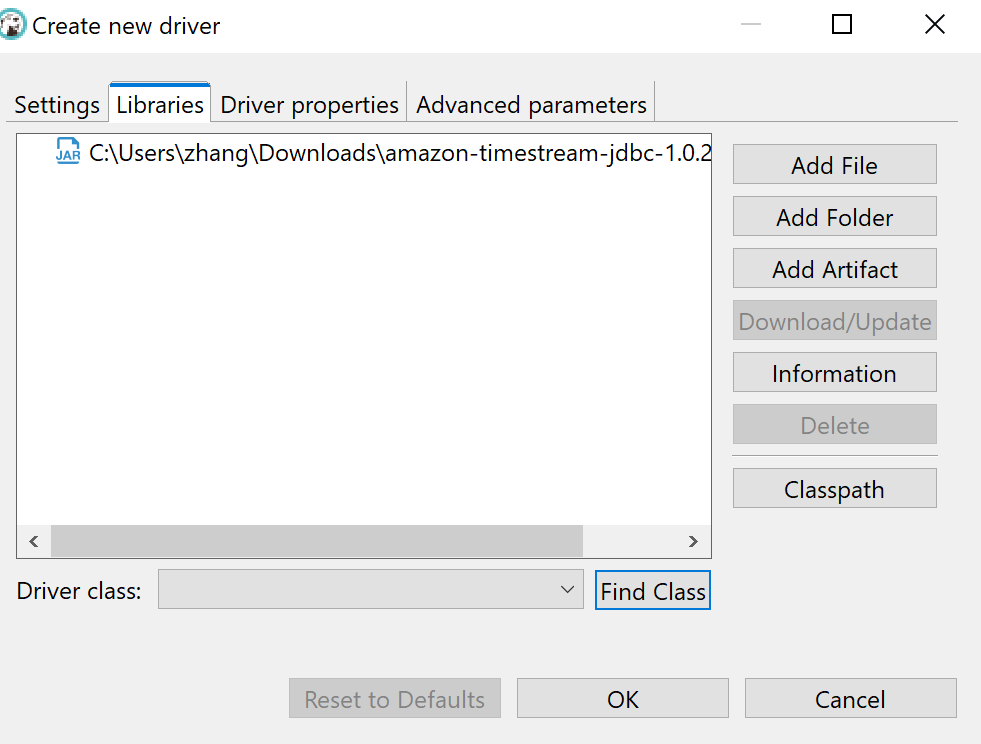 Create new driver
Settings Libraries Driver properties Advanced parameters
JAR C:\Users\zhang\Downloads\amazon-timestream-jdbc-1.0.2
Add File
Add Folder
Add Artifact
Download/Update
Information
Delete
Classpath
Driver class: Find Class
Reset to Defaults OK Cancel